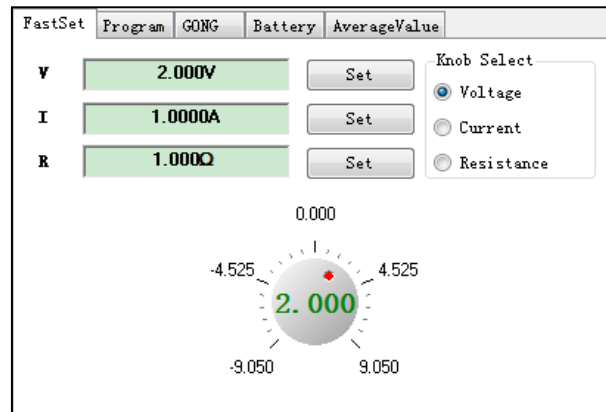 FastSet Program GONG Battery AverageValue
Knob Select
V 2.000V Set
Voltage
I 1.0000A Set
Current
R 1.000Ω Set
Resistance
0.000
-4.525 4.525
2.000
-9.050 9.050